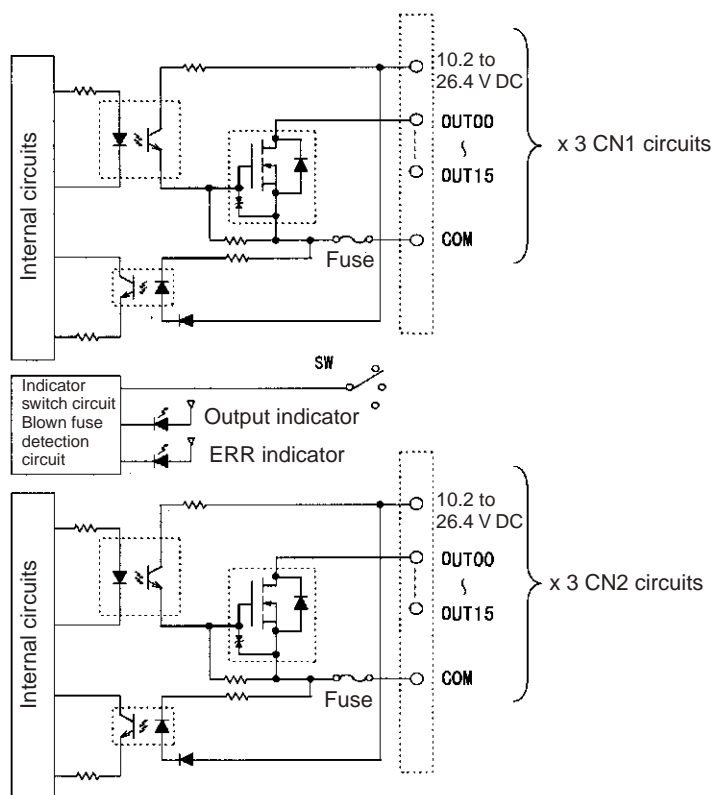 Internal circuits
10.2 to
26.4 V DC
OUT00
OUT15
COM
Fuse
x 3 CN1 circuits
SW
Indicator
switch circuit
Blown fuse
detection
circuit
Output indicator
ERR indicator
Internal circuits
10.2 to
26.4 V DC
OUT00
OUT15
COM
Fuse
x 3 CN2 circuits